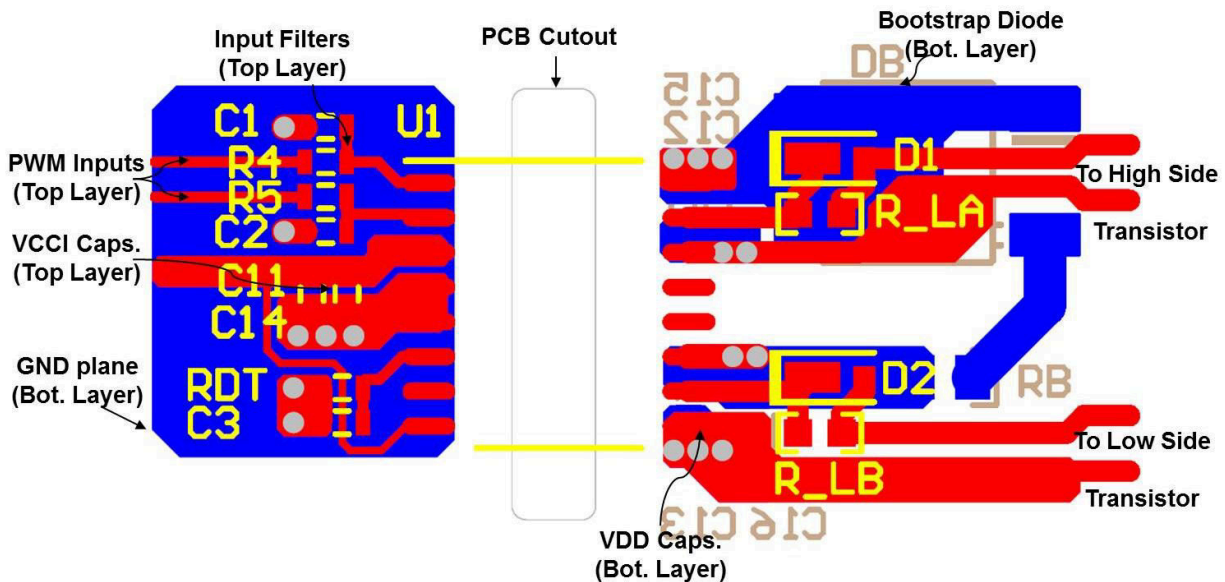 Bootstrap Diode
(Bot. Layer)
Input Filters
(Top Layer)
PCB Cutout
DB
C15
C12
C1
U1
PWM Inputs
(Top Layer)
R4
R5
C2
D1
To High Side
R_LA
Transistor
VCCI Caps.
(Top Layer)
C11
C14
GND plane
(Bot. Layer)
RDT
C3
D2
RB
To Low Side
R_LB
Transistor
C13
C16
VDD Caps.
(Bot. Layer)